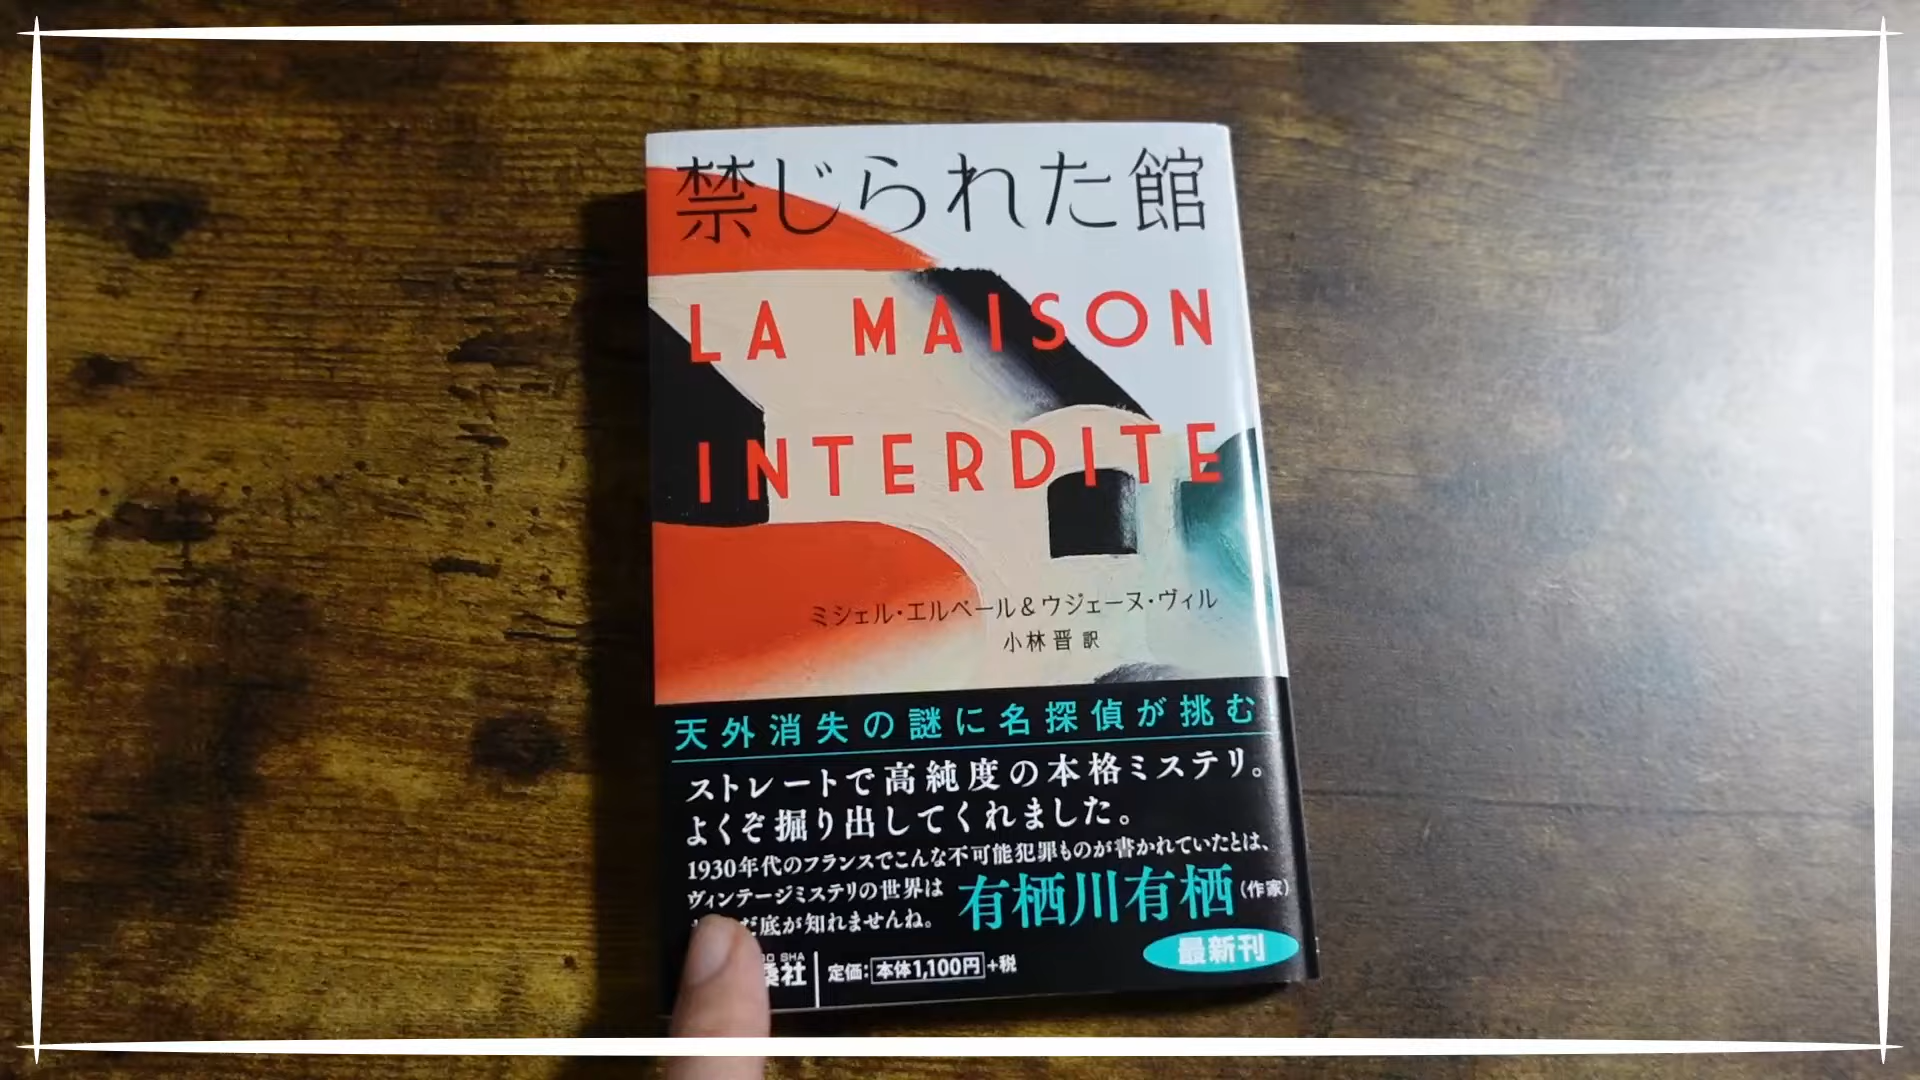 禁じられた館
LA MAISON
INTERDITE
ミシェル・エルベール&ウジェーヌ・ヴィル
小林 晋 訳
天外消失の謎に名探偵が挑む
ストレートで高純度の本格ミステリ。
よくぞ掘り出してくれました。
1930年代のフランスでこんな不可能犯罪ものが書かれていたとは、
ヴィンテージミステリの世界は
底が知れませんね。
有栖川有栖(作家)
最新刊
SHA
桑社
定価:本体1,100円+税